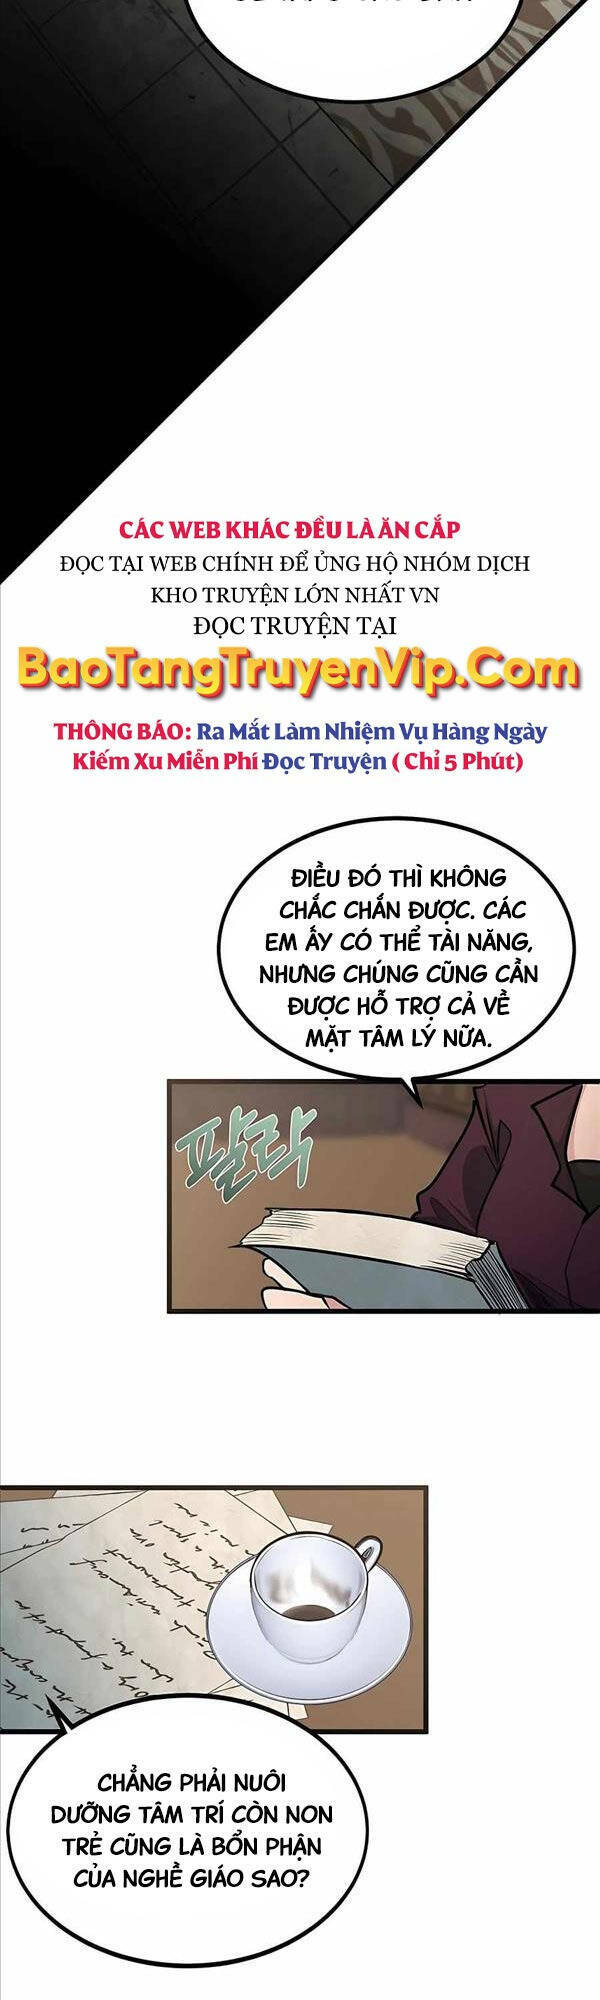 CÁC WEB KHÁC ĐỀU LÀ ĂN CẮP
ĐỌC TẠI WEB CHÍNH ĐỂ ỦNG HỘ NHÓM DỊCH
KHO TRUYỆN LỚN NHẤT VN
ĐỌC TRUYỆN TẠI
BaoTangTruyenVip.Com
THÔNG BÁO: Ra Mắt Làm Nhiệm Vụ Hàng Ngày
Kiếm Xu Miễn Phí Đọc Truyện ( Chỉ 5 Phút)
ĐIỀU ĐÓ THÌ KHÔNG
CHẮC CHẮN ĐƯỢC. CÁC
EM ẤY CÓ THỂ TÀI NĂNG,
NHƯNG CHÚNG CŨNG CẦN
ĐƯỢC HỖ TRỢ CẢ VỀ
MẶT TÂM LÝ NỮA.
팔락
CHẲNG PHẢI NUÔI
DƯỠNG TÂM TRÍ CÒN NON
TRẺ CŨNG LÀ BỔN PHẬN
CỦA NGHỀ GIÁO SAO?